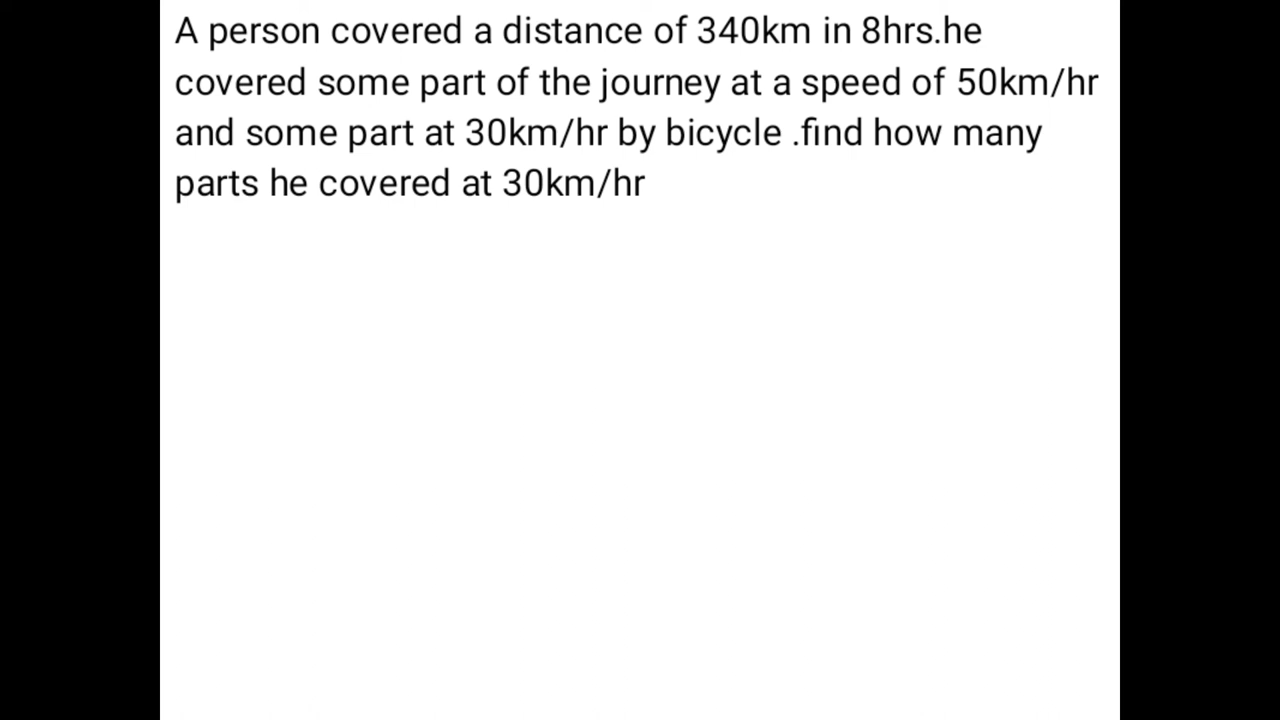 A person covered a distance of 340km in 8hrs.he
covered some part of the journey at a speed of 50km/hr
and some part at 30km/hr by bicycle .find how many
parts he covered at 30km/hr